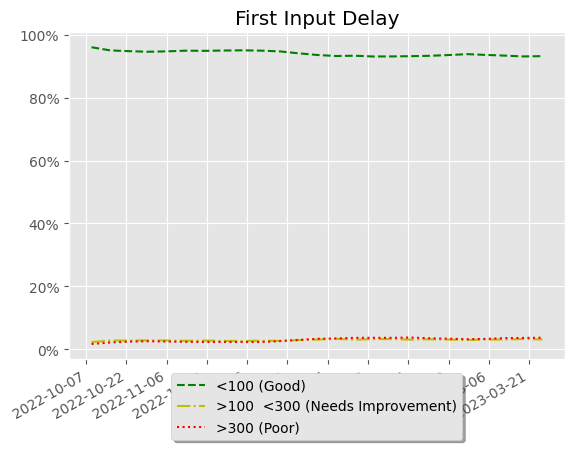 First Input Delay
100%
80%
60%
40%
20%
0%
2022-10-07
2022-10-22
2022-11-06
2023-03-21
<100 (Good)
>100  <300 (Needs Improvement)
>300 (Poor)